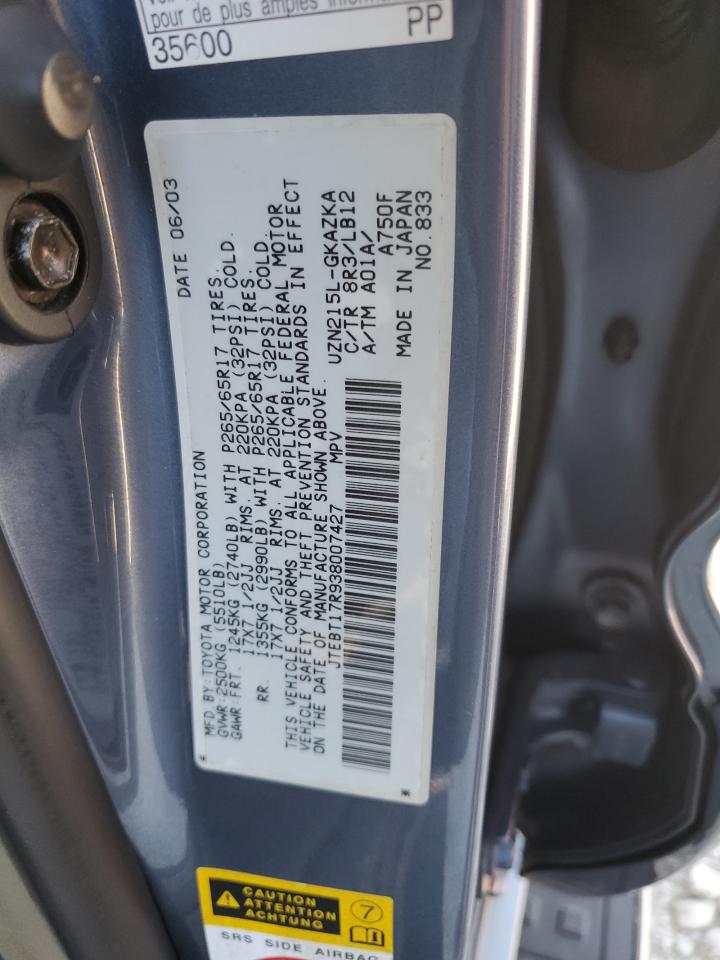 pour de plus amples
35600 PP
DATE 06/03
MFD BY:TOYOTA MOTOR CORPORATION
GVWR:2500KG (5510LB)
GAWR:FRT. 1245KG (2740LB) WITH P265/65R17 TIRES.
17X7 1/2JJ RIMS. AT 220KPA (32PSI) COLD.
RR. 1355KG (2990LB) WITH P265/65R17 TIRES.
17X7 1/2JJ RIMS. AT 220KPA (32PSI) COLD.
THIS VEHICLE CONFORMS TO ALL APPLICABLE FEDERAL MOTOR
VEHICLE SAFETY AND THEFT PREVENTION STANDARDS IN EFFECT
ON THE DATE OF MANUFACTURE SHOWN ABOVE.
JTEBT17R938007427 MPV
UZN215L-GKAZKA
C/TR 8R3/LB12
A/TM A01A/
A750F
MADE IN JAPAN
NO.833
CAUTION
ATTENTION
ACHTUNG
7
SRS SIDE AIRBAG